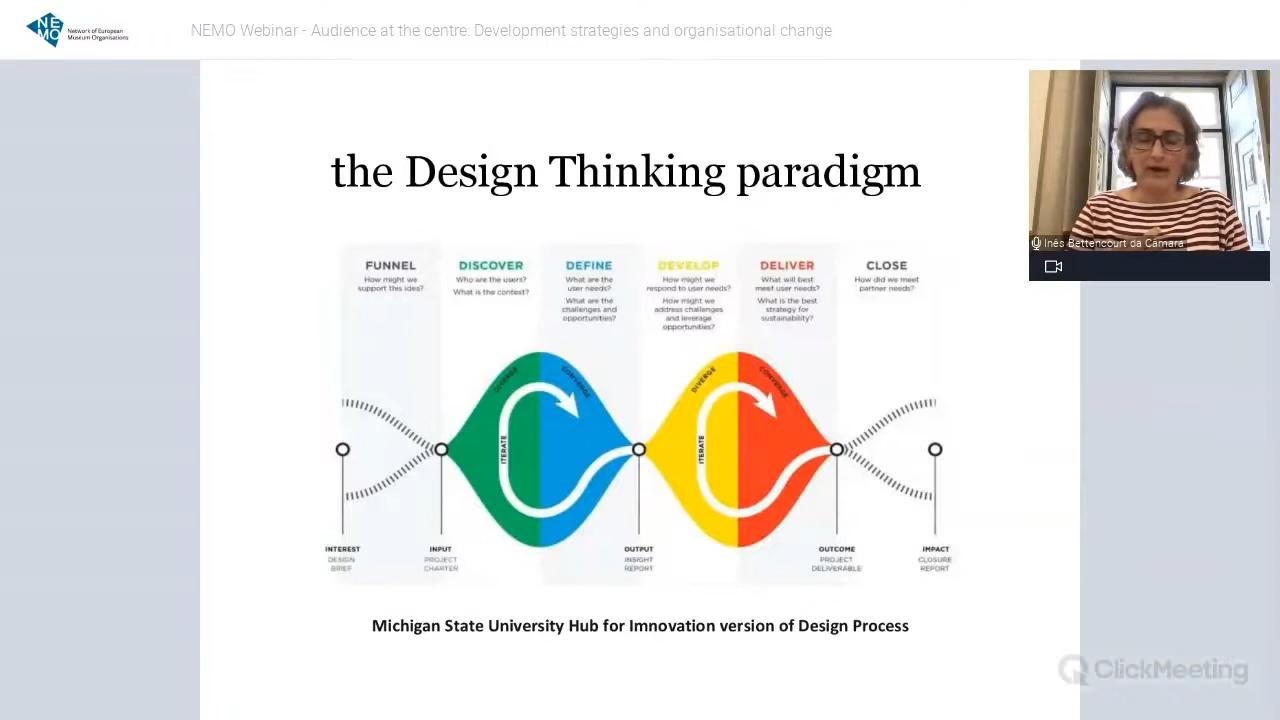 NEMO
Network of European
Museum Organisations
NEMO Webinar - Audience at the centre: Development strategies and organisational change
the Design Thinking paradigm
Inês Bettencourt da Câmara
FUNNEL
How might we
support this idea?
DISCOVER
Who are the users?
What is the context?
DEFINE
What are the
user needs?
What are the
challenges and
opportunities?
DEVELOP
How might we
respond to user needs?
How might we
address challenges
and leverage
opportunities?
DELIVER
What will best
meet user needs?
What is the best
strategy for
sustainability?
CLOSE
How did we meet
partner needs?
DIVERGE
CONVERGE
ITERATE
DIVERGE
CONVERGE
ITERATE
INTEREST
DESIGN
BRIEF
INPUT
PROJECT
CHARTER
OUTPUT
INSIGHT
REPORT
OUTCOME
PROJECT
DELIVERABLE
IMPACT
CLOSURE
REPORT
Michigan State University Hub for Imnovation version of Design Process
ClickMeeting